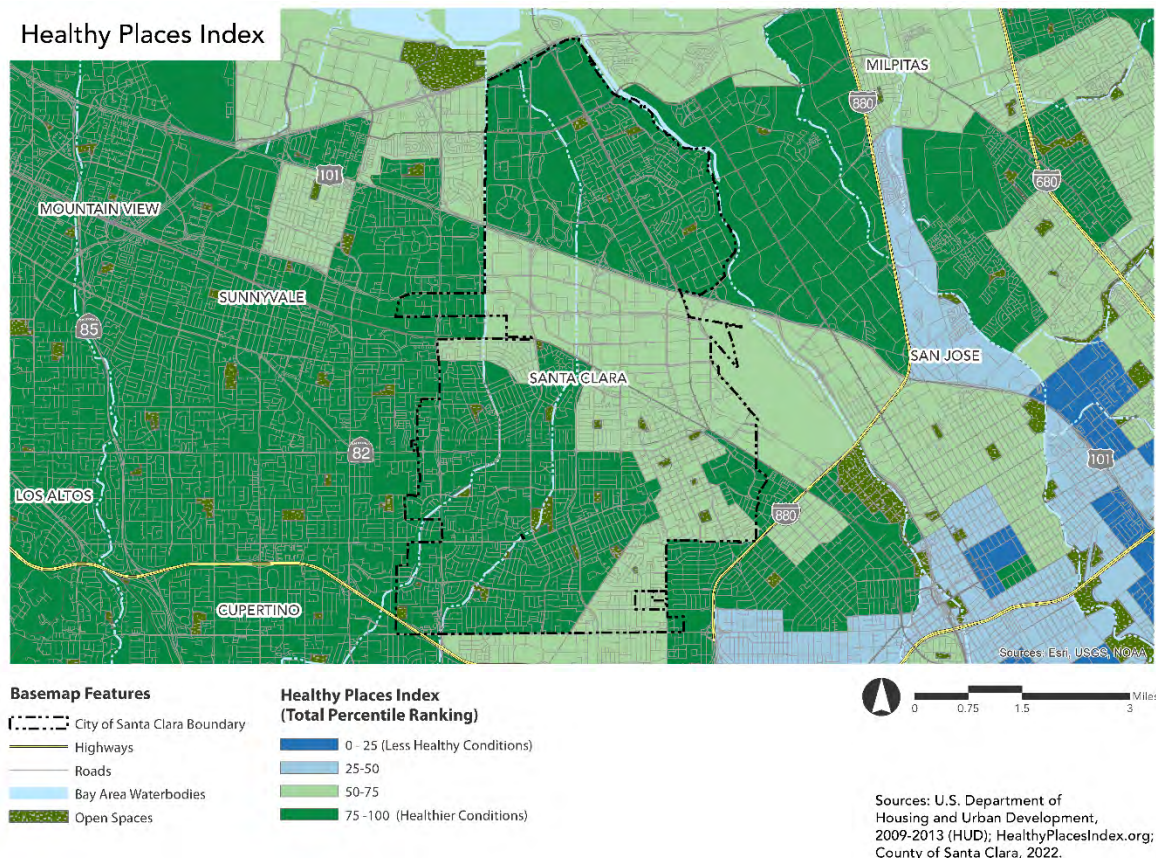 Healthy Places Index
MILPITAS
880
101
680
MOUNTAIN VIEW
SUNNYVALE
85
SAN JOSE
SANTA CLARA
82
101
LOS ALTOS
880
CUPERTINO
Sources: Esri, USGS, NOAA
Basemap Features
City of Santa Clara Boundary
Highways
Roads
Bay Area Waterbodies
Open Spaces
Healthy Places Index
(Total Percentile Ranking)
0 - 25 (Less Healthy Conditions)
25-50
50-75
75 -100 (Healthier Conditions)
Miles
0 0.75 1.5 3
Sources: U.S. Department of
Housing and Urban Development,
2009-2013 (HUD); HealthyPlacesIndex.org;
County of Santa Clara, 2022.